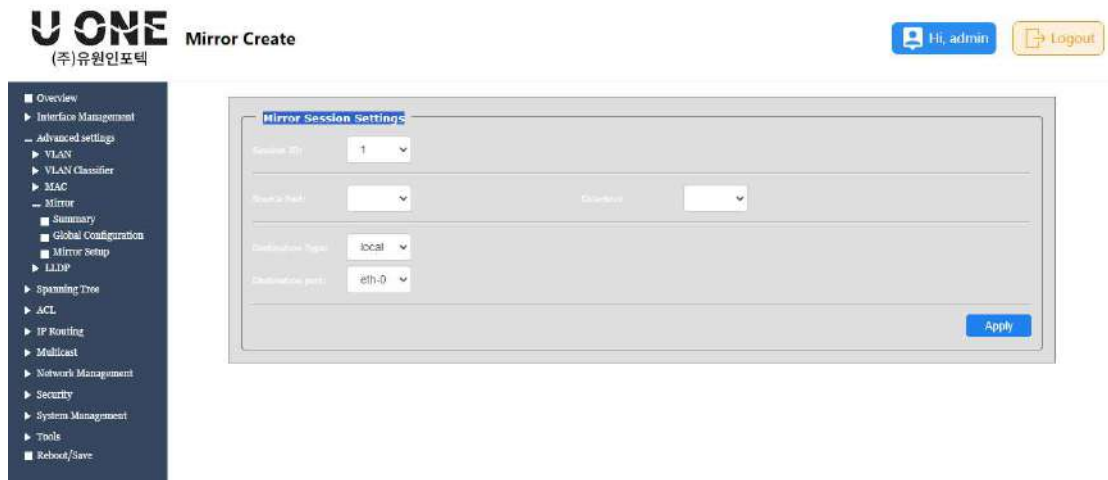 U ONE
(주)유원인포텍
Mirror Create
Hi, admin
Logout
Overview
Interface Management
Advanced settings
VLAN
VLAN Classifier
MAC
Mirror
Summary
Global Configuration
Mirror Setup
LLDP
Spanning Tree
ACL
IP Routing
Multicast
Network Management
Security
System Management
Tools
Reboot/Save
Mirror Session Settings
Session ID: 1
Source Port:
Destination Type: local
Destination port: eth-0
Apply